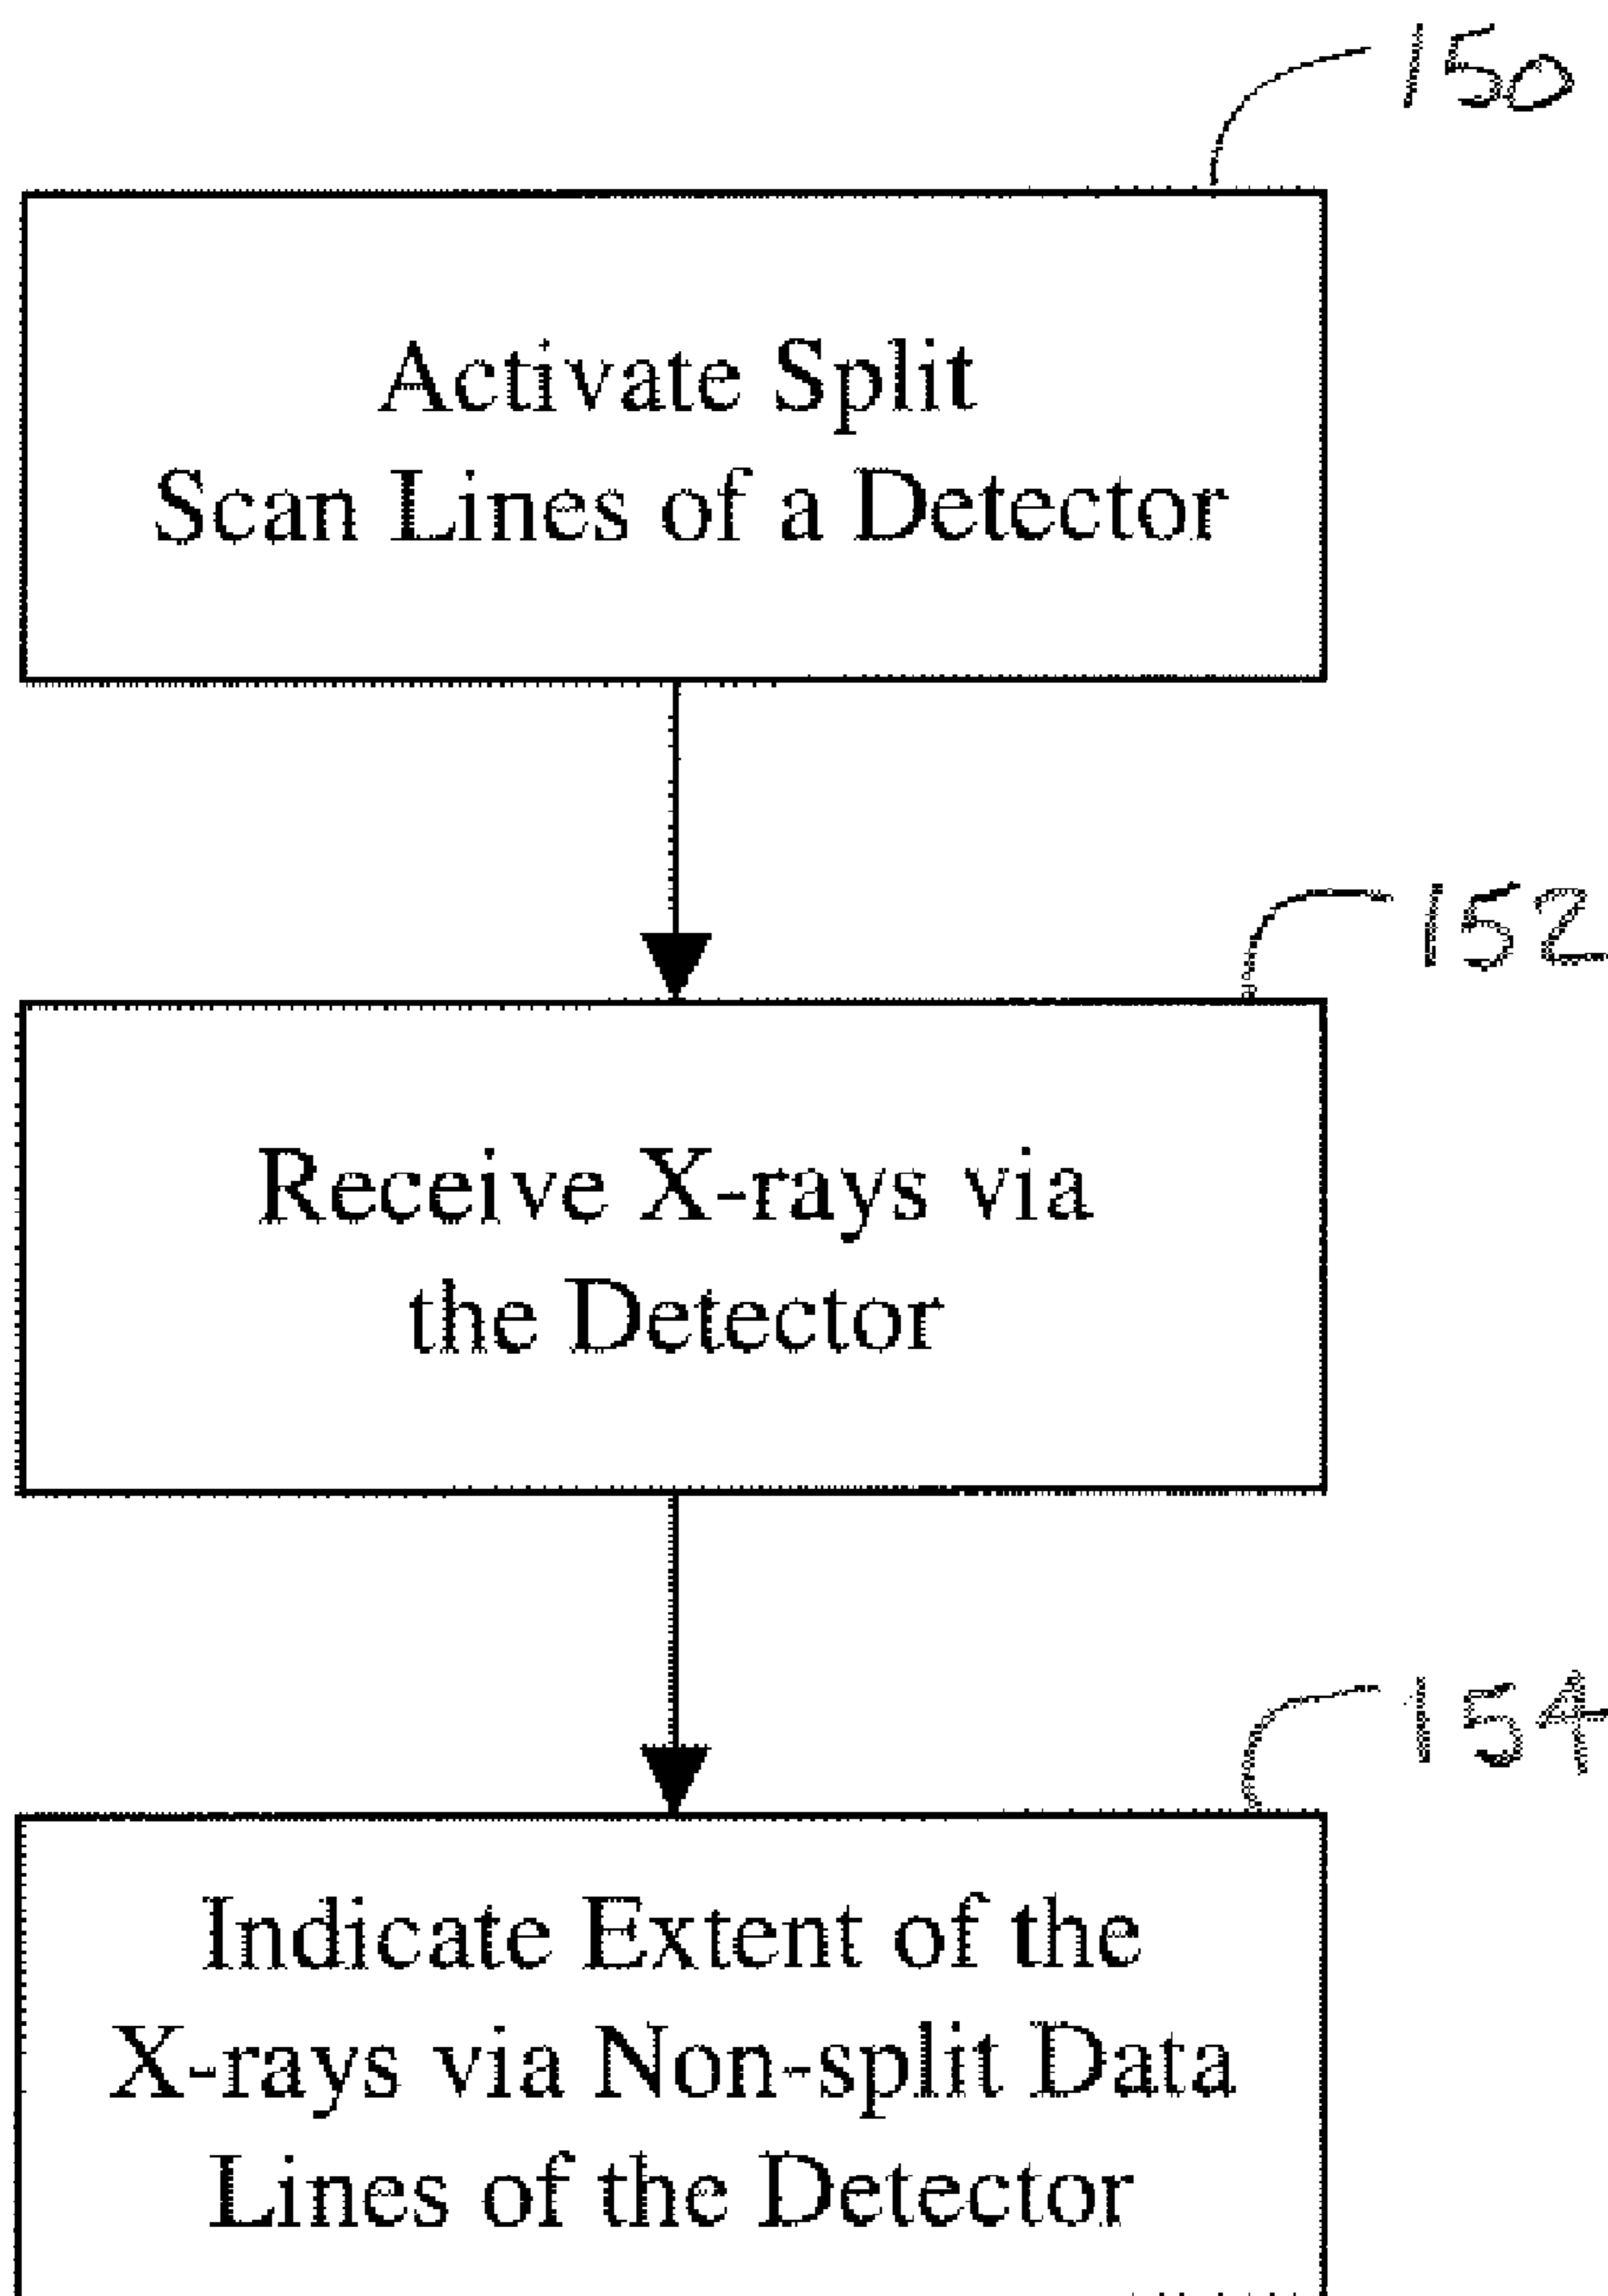 150
Activate Split
Scan Lines of a Detector
152
Receive X-rays via
the Detector
154
Indicate Extent of the
X-rays via Non-split Data
Lines of the Detector